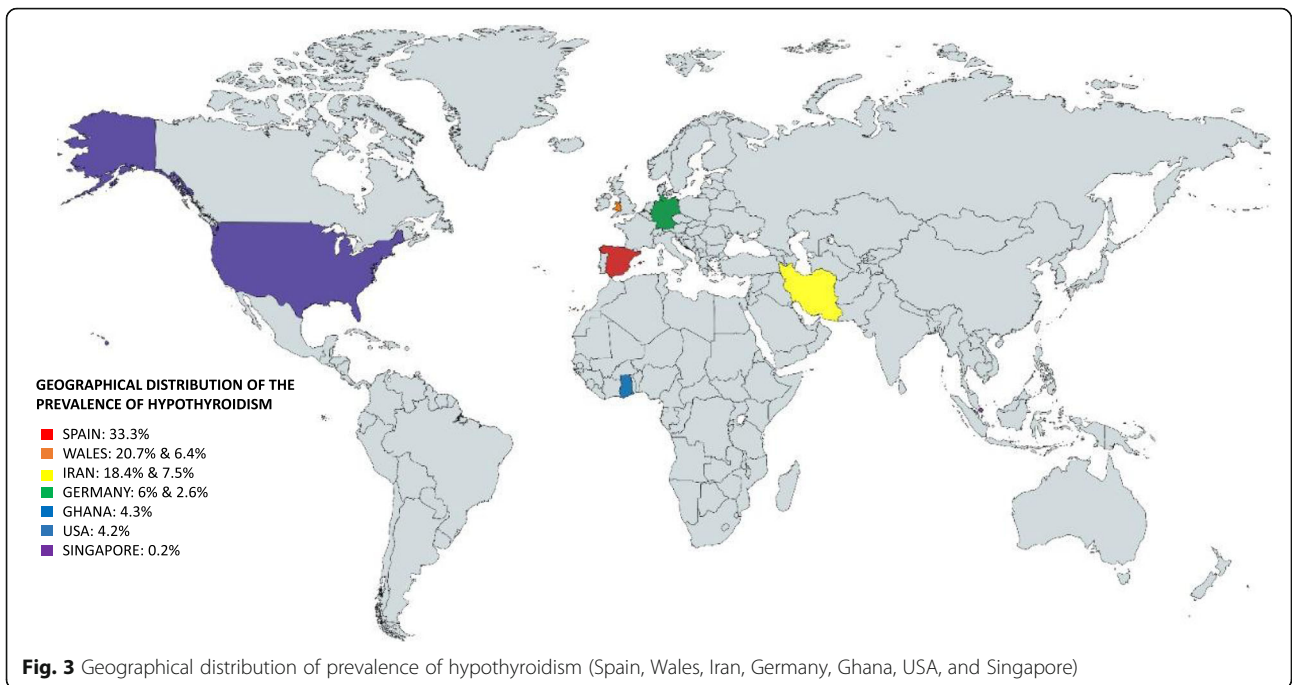 GEOGRAPHICAL DISTRIBUTION OF THE
PREVALENCE OF HYPOTHYROIDISM
SPAIN: 33.3%
WALES: 20.7% & 6.4%
IRAN: 18.4% & 7.5%
GERMANY: 6% & 2.6%
GHANA: 4.3%
USA: 4.2%
SINGAPORE: 0.2%
Fig. 3 Geographical distribution of prevalence of hypothyroidism (Spain, Wales, Iran, Germany, Ghana, USA, and Singapore)